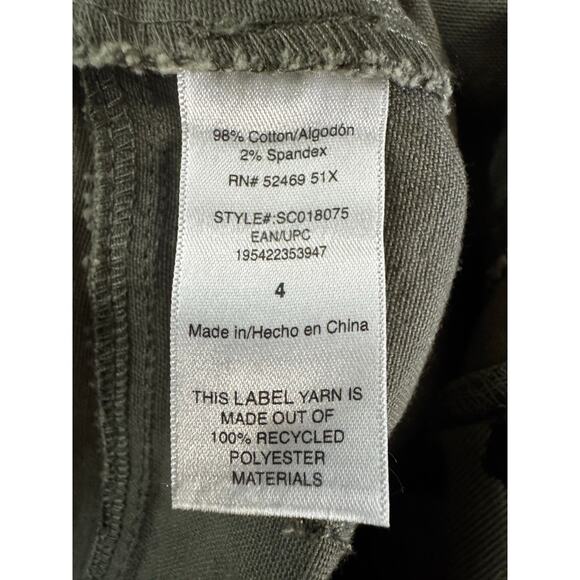 98% Cotton/Algodón
2% Spandex
RN# 52469 51X
STYLE#:SC018075
EAN/UPC
195422353947
4
Made in/Hecho en China
THIS LABEL YARN IS
MADE OUT OF
100% RECYCLED
POLYESTER
MATERIALS